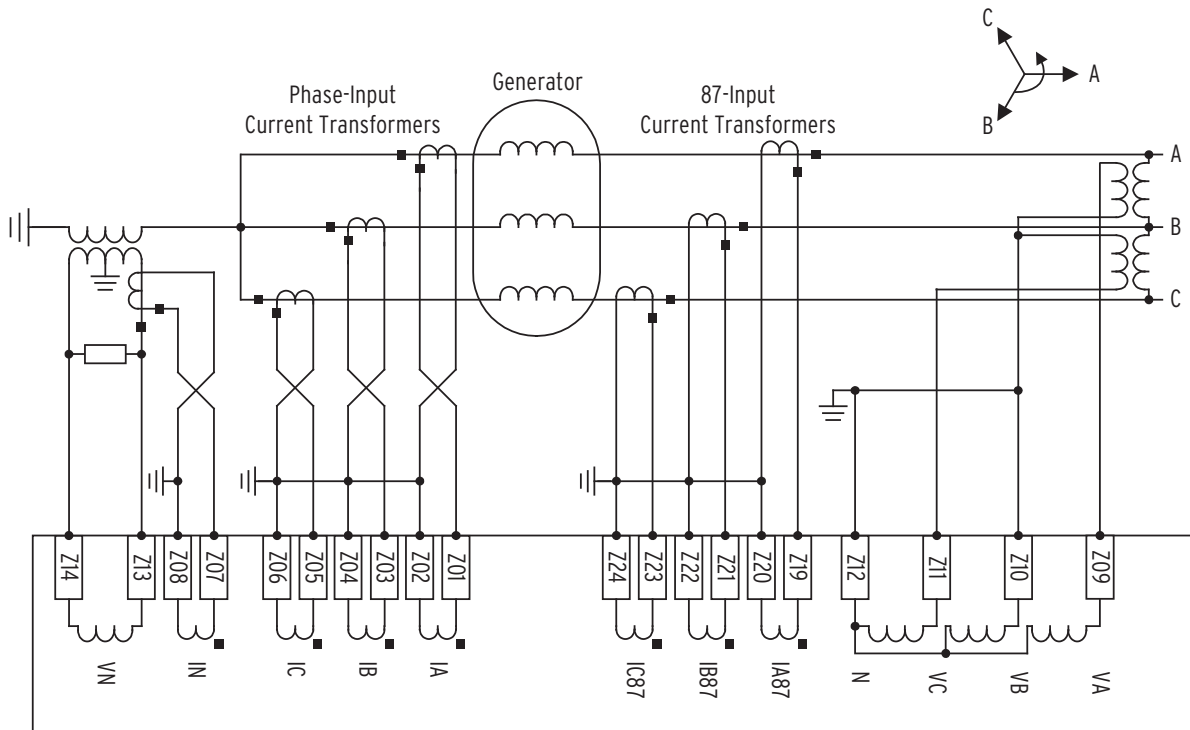 C
A
B
Phase-Input
Current Transformers
Generator
87-Input
Current Transformers
A
B
C
Z14
Z13
Z08
Z07
Z06
Z05
Z04
Z03
Z02
Z01
Z24
Z23
Z22
Z21
Z20
Z19
Z12
Z11
Z10
Z09
VN
IN
IC
IB
IA
IC87
IB87
IA87
N
VC
VB
VA